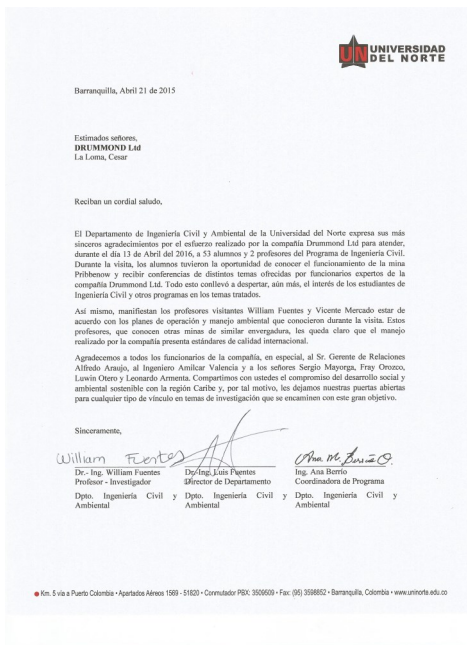 UN UNIVERSIDAD
DEL NORTE
Barranquilla, Abril 21 de 2015
Estimados señores,
DRUMMOND Ltd
La Loma, Cesar
Reciban un cordial saludo,
El Departamento de Ingeniería Civil y Ambiental de la Universidad del Norte expresa sus más
sinceros agradecimientos por el esfuerzo realizado por la compañía Drummond Ltd para atender,
durante el día 13 de Abril del 2016, a 53 alumnos y 2 profesores del Programa de Ingeniería Civil.
Durante la visita, los alumnos tuvieron la oportunidad de conocer el funcionamiento de la mina
Pribbenow y recibir conferencias de distintos temas ofrecidas por funcionarios expertos de la
compañía Drummond Ltd. Todo esto conllevó a despertar, aún más, el interés de los estudiantes de
Ingeniería Civil y otros programas en los temas tratados.
Así mismo, manifiestan los profesores visitantes William Fuentes y Vicente Mercado estar de
acuerdo con los planes de operación y manejo ambiental que conocieron durante la visita. Estos
profesores, que conocen otras minas de similar envergadura, les queda claro que el manejo
realizado por la compañía presenta estándares de calidad internacional.
Agradecemos a todos los funcionarios de la compañía, en especial, al Sr. Gerente de Relaciones
Alfredo Araujo, al Ingeniero Amilcar Valencia y a los señores Sergio Mayorga, Fray Orozco,
Luwin Otero y Leonardo Armenta. Compartimos con ustedes el compromiso del desarrollo social y
ambiental sostenible con la región Caribe y, por tal motivo, les dejamos nuestras puertas abiertas
para cualquier tipo de vínculo en temas de investigación que se encaminen con este gran objetivo.
Sinceramente,
William Fuentes
Ana M. Berrío O.
Dr.- Ing. William Fuentes
Profesor - Investigador
Dpto. Ingeniería Civil y
Ambiental
Dr.-Ing. Luis Fuentes
Director de Departamento
Dpto. Ingeniería Civil y
Ambiental
Ing. Ana Berrío
Coordinadora de Programa
Dpto. Ingeniería Civil y
Ambiental
Km. 5 vía a Puerto Colombia • Apartados Aéreos 1569 - 51820 • Conmutador PBX: 3509509 • Fax: (95) 3598852 • Barranquilla, Colombia • www.uninorte.edu.co